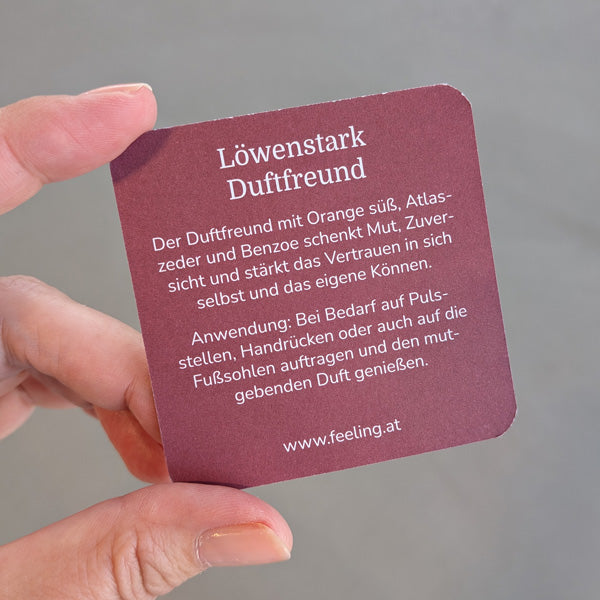 Löwenstark
Duftfreund
Der Duftfreund mit Orange süß, Atlas-
zeder und Benzoe schenkt Mut, Zuver-
sicht und stärkt das Vertrauen in sich
selbst und das eigene Können.
Anwendung: Bei Bedarf auf Puls-
stellen, Handrücken oder auch auf die
Fußsohlen auftragen und den mut-
gebenden Duft genießen.
www.feeling.at